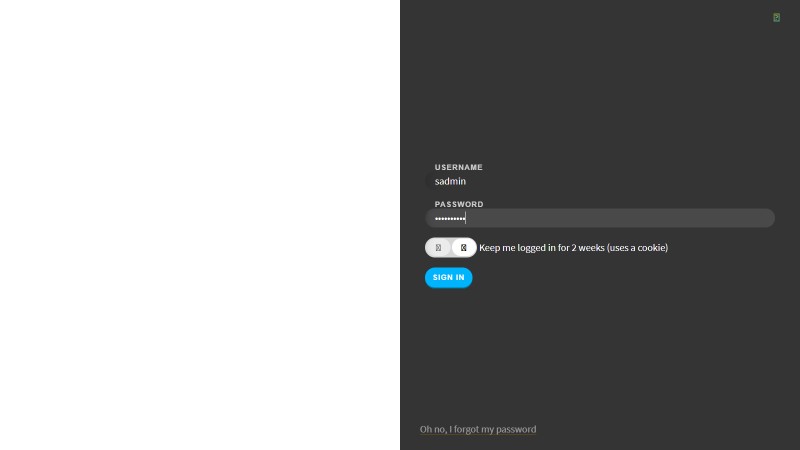 USERNAME
sadmin
PASSWORD
••••••••••
Keep me logged in for 2 weeks (uses a cookie)
SIGN IN
Oh no, I forgot my password